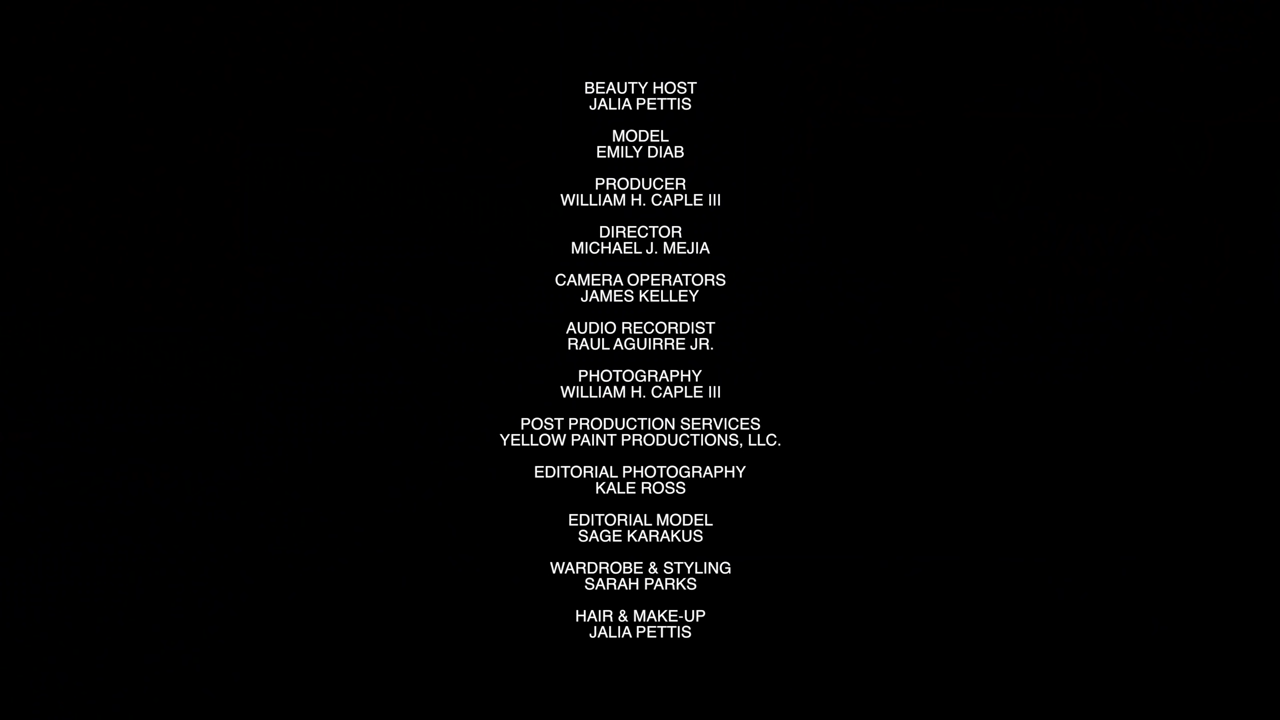 BEAUTY HOST
JALIA PETTIS
MODEL
EMILY DIAB
PRODUCER
WILLIAM H. CAPLE III
DIRECTOR
MICHAEL J. MEJIA
CAMERA OPERATORS
JAMES KELLEY
AUDIO RECORDIST
RAUL AGUIRRE JR.
PHOTOGRAPHY
WILLIAM H. CAPLE III
POST PRODUCTION SERVICES
YELLOW PAINT PRODUCTIONS, LLC.
EDITORIAL PHOTOGRAPHY
KALE ROSS
EDITORIAL MODEL
SAGE KARAKUS
WARDROBE & STYLING
SARAH PARKS
HAIR & MAKE-UP
JALIA PETTIS